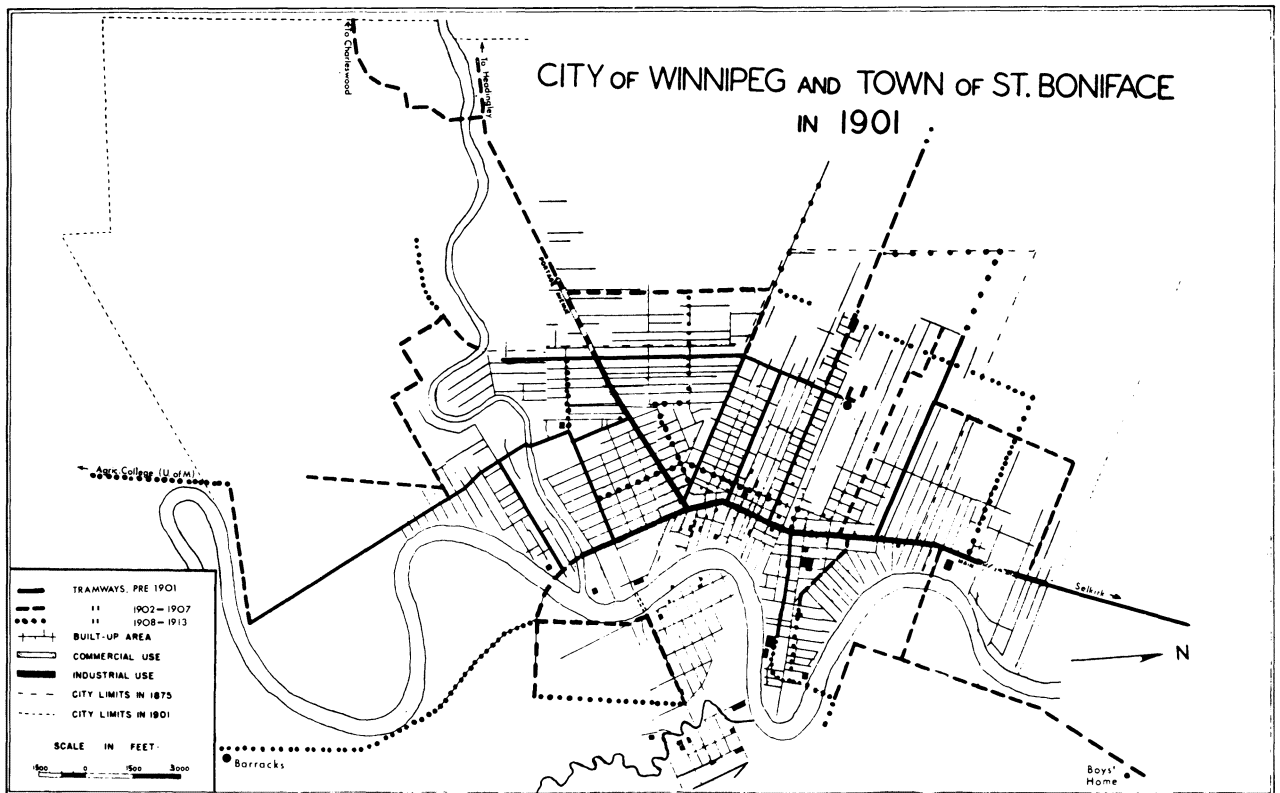 To Charleswood
To Headingley
CITY OF WINNIPEG AND TOWN OF ST. BONIFACE
IN 1901
Agric. College (U of M)
TRAMWAYS, PRE 1901
" 1902–1907
" 1908–1913
BUILT-UP AREA
COMMERCIAL USE
INDUSTRIAL USE
CITY LIMITS IN 1875
CITY LIMITS IN 1901
SCALE IN FEET
1500 0 1500 3000
Barracks
MAIN
Selkirk
N
Boys'
Home